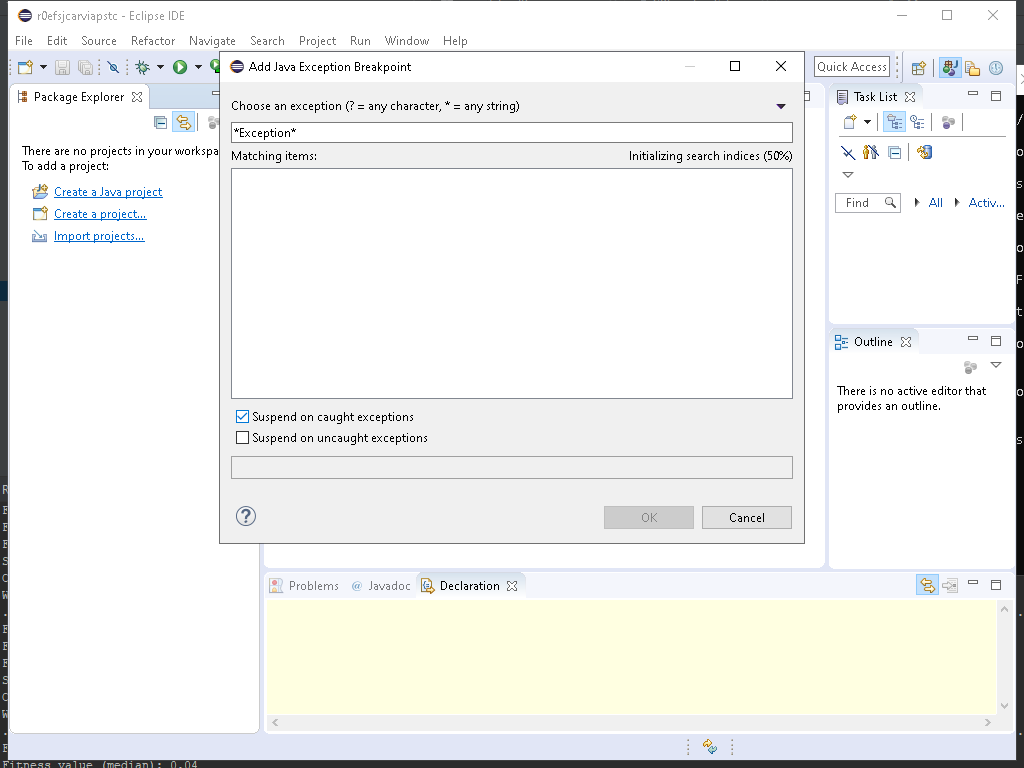 r0efsjcarviapstc - Eclipse IDE
File Edit Source Refactor Navigate Search Project Run Window Help
Quick Access
Add Java Exception Breakpoint
Choose an exception (? = any character, * = any string)
*Exception*
Matching items: Initializing search indices (50%)
Suspend on caught exceptions
Suspend on uncaught exceptions
OK Cancel
Package Explorer
There are no projects in your workspa
To add a project:
Create a Java project
Create a project...
Import projects...
Task List
Find All Activ...
Outline
There is no active editor that
provides an outline.
Problems @ Javadoc Declaration
Fitness value (median): 0.04